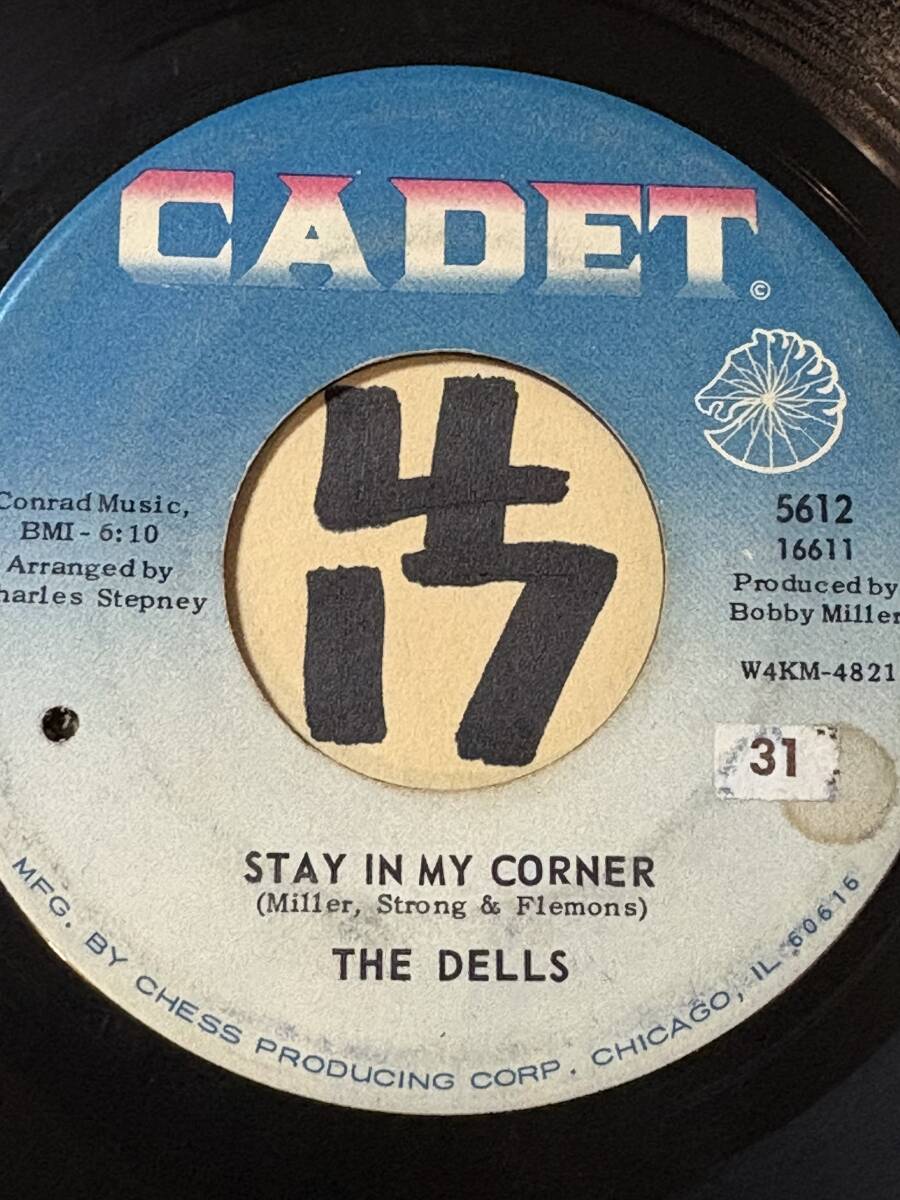 CADET
©
4
17
Conrad Music,
BMI - 6:10
Arranged by
harles Stepney
5612
16611
Produced by
Bobby Miller
W4KM-4821
31
STAY IN MY CORNER
(Miller, Strong & Flemons)
THE DELLS
MFG. BY CHESS PRODUCING CORP. CHICAGO, IL 60616